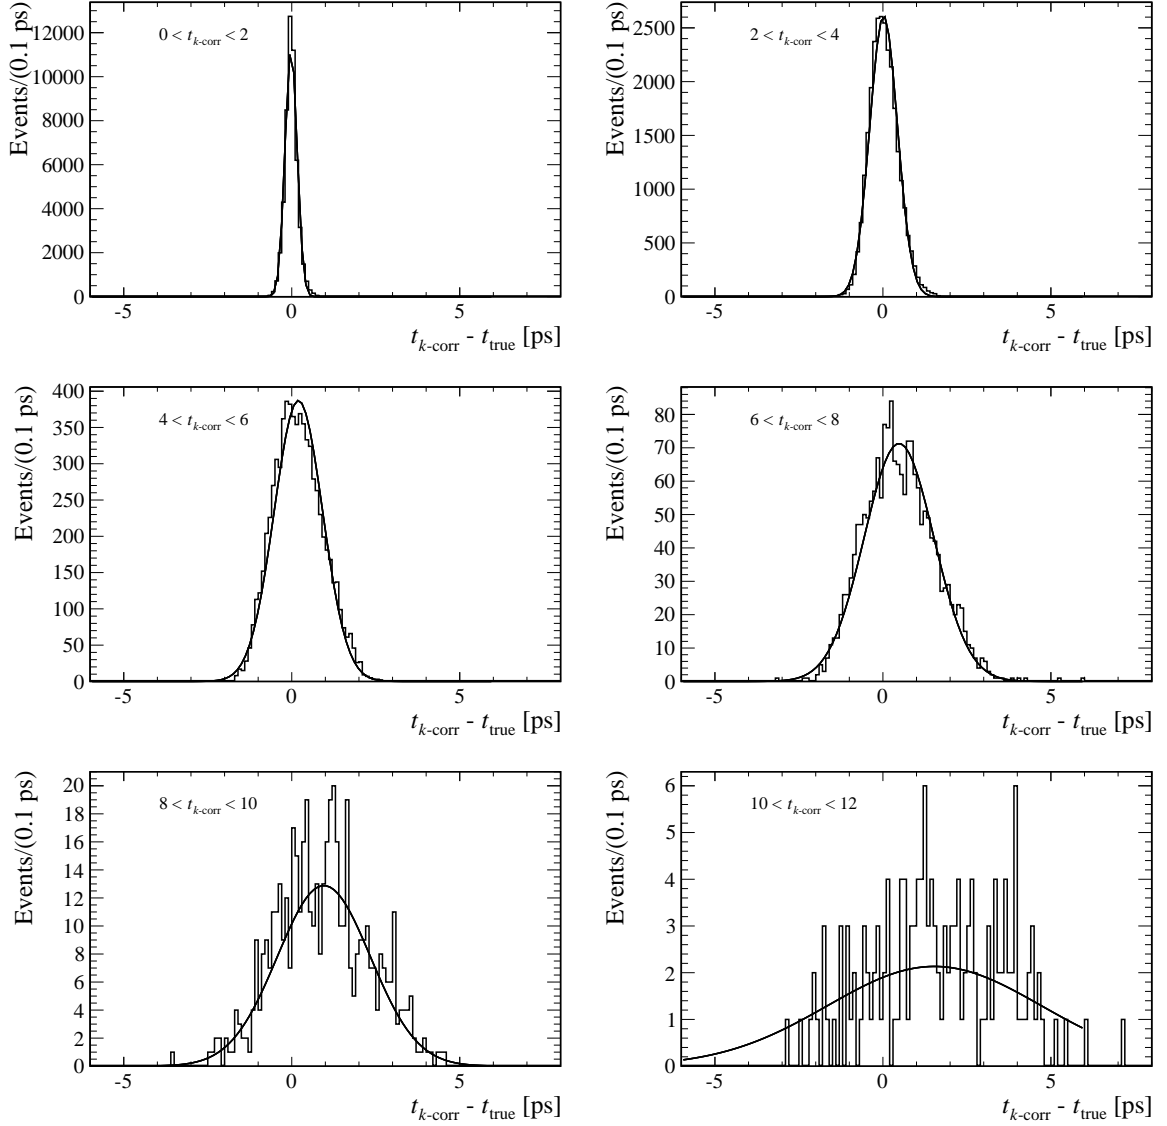 Events/(0.1 ps)
0 < t_k-corr < 2
12000
10000
8000
6000
4000
2000
0
-5 0 5
t_k-corr - t_true [ps]
Events/(0.1 ps)
2 < t_k-corr < 4
2500
2000
1500
1000
500
0
-5 0 5
t_k-corr - t_true [ps]
Events/(0.1 ps)
4 < t_k-corr < 6
400
350
300
250
200
150
100
50
0
-5 0 5
t_k-corr - t_true [ps]
Events/(0.1 ps)
6 < t_k-corr < 8
80
70
60
50
40
30
20
10
0
-5 0 5
t_k-corr - t_true [ps]
Events/(0.1 ps)
8 < t_k-corr < 10
20
18
16
14
12
10
8
6
4
2
0
-5 0 5
t_k-corr - t_true [ps]
Events/(0.1 ps)
10 < t_k-corr < 12
6
5
4
3
2
1
0
-5 0 5
t_k-corr - t_true [ps]